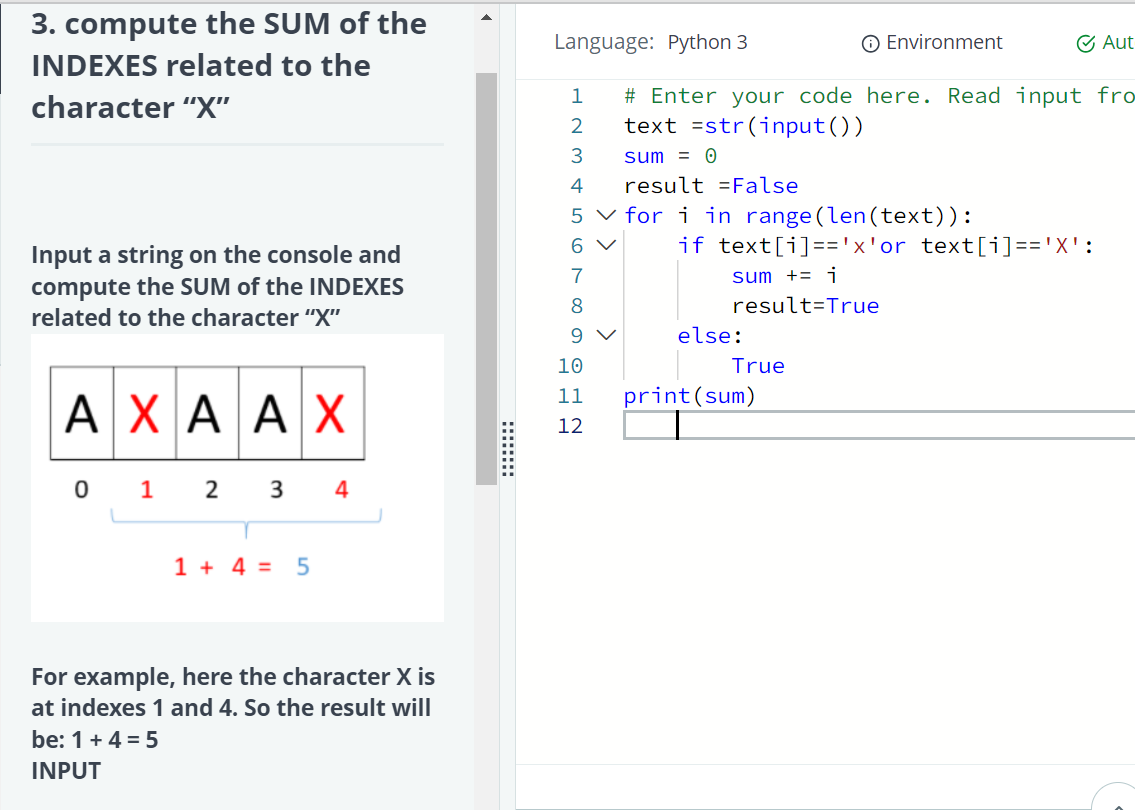 3. compute the SUM of the
INDEXES related to the
character “X”
Input a string on the console and
compute the SUM of the INDEXES
related to the character “X”
A X A A X
0 1 2 3 4
1 + 4 = 5
For example, here the character X is
at indexes 1 and 4. So the result will
be: 1 + 4 = 5
INPUT
Language: Python 3 Environment Aut
1 # Enter your code here. Read input fro
2 text =str(input())
3 sum = 0
4 result =False
5 for i in range(len(text)):
6 if text[i]=='x'or text[i]=='X':
7 sum += i
8 result=True
9 else:
10 True
11 print(sum)
12